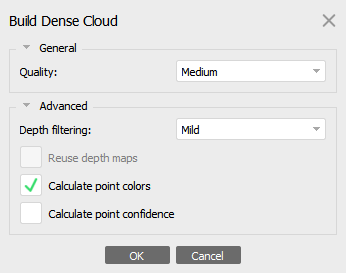 Build Dense Cloud
General
Quality: Medium
Advanced
Depth filtering: Mild
Reuse depth maps
Calculate point colors
Calculate point confidence
OK Cancel